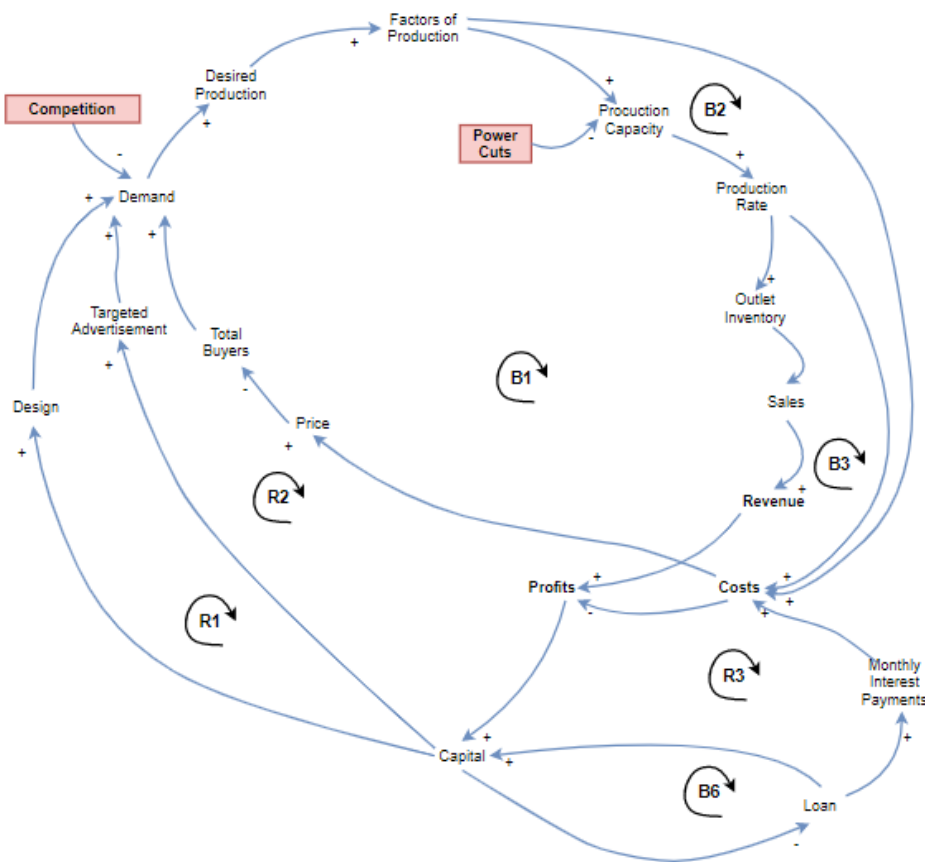 Factors of
Production
+
Desired
Production
+
+
Competition
-
+
Demand
+
+
Power
Cuts
-
+
Procuction
Capacity
B2
+
Production
Rate
+
Outlet
Inventory
Targeted
Advertisement
+
Total
Buyers
-
B1
Design
+
Price
+
Sales
B3
+
Revenue
R2
Profits
+
-
Costs
+
+
+
R1
R3
Monthly
Interest
Payments
+
Capital
+
+
B6
Loan
-